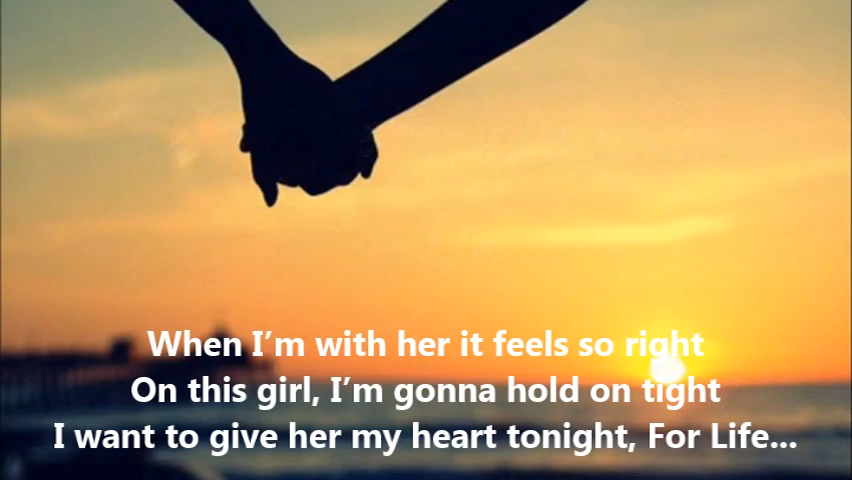 When I’m with her it feels so right
On this girl, I’m gonna hold on tight
I want to give her my heart tonight, For Life...